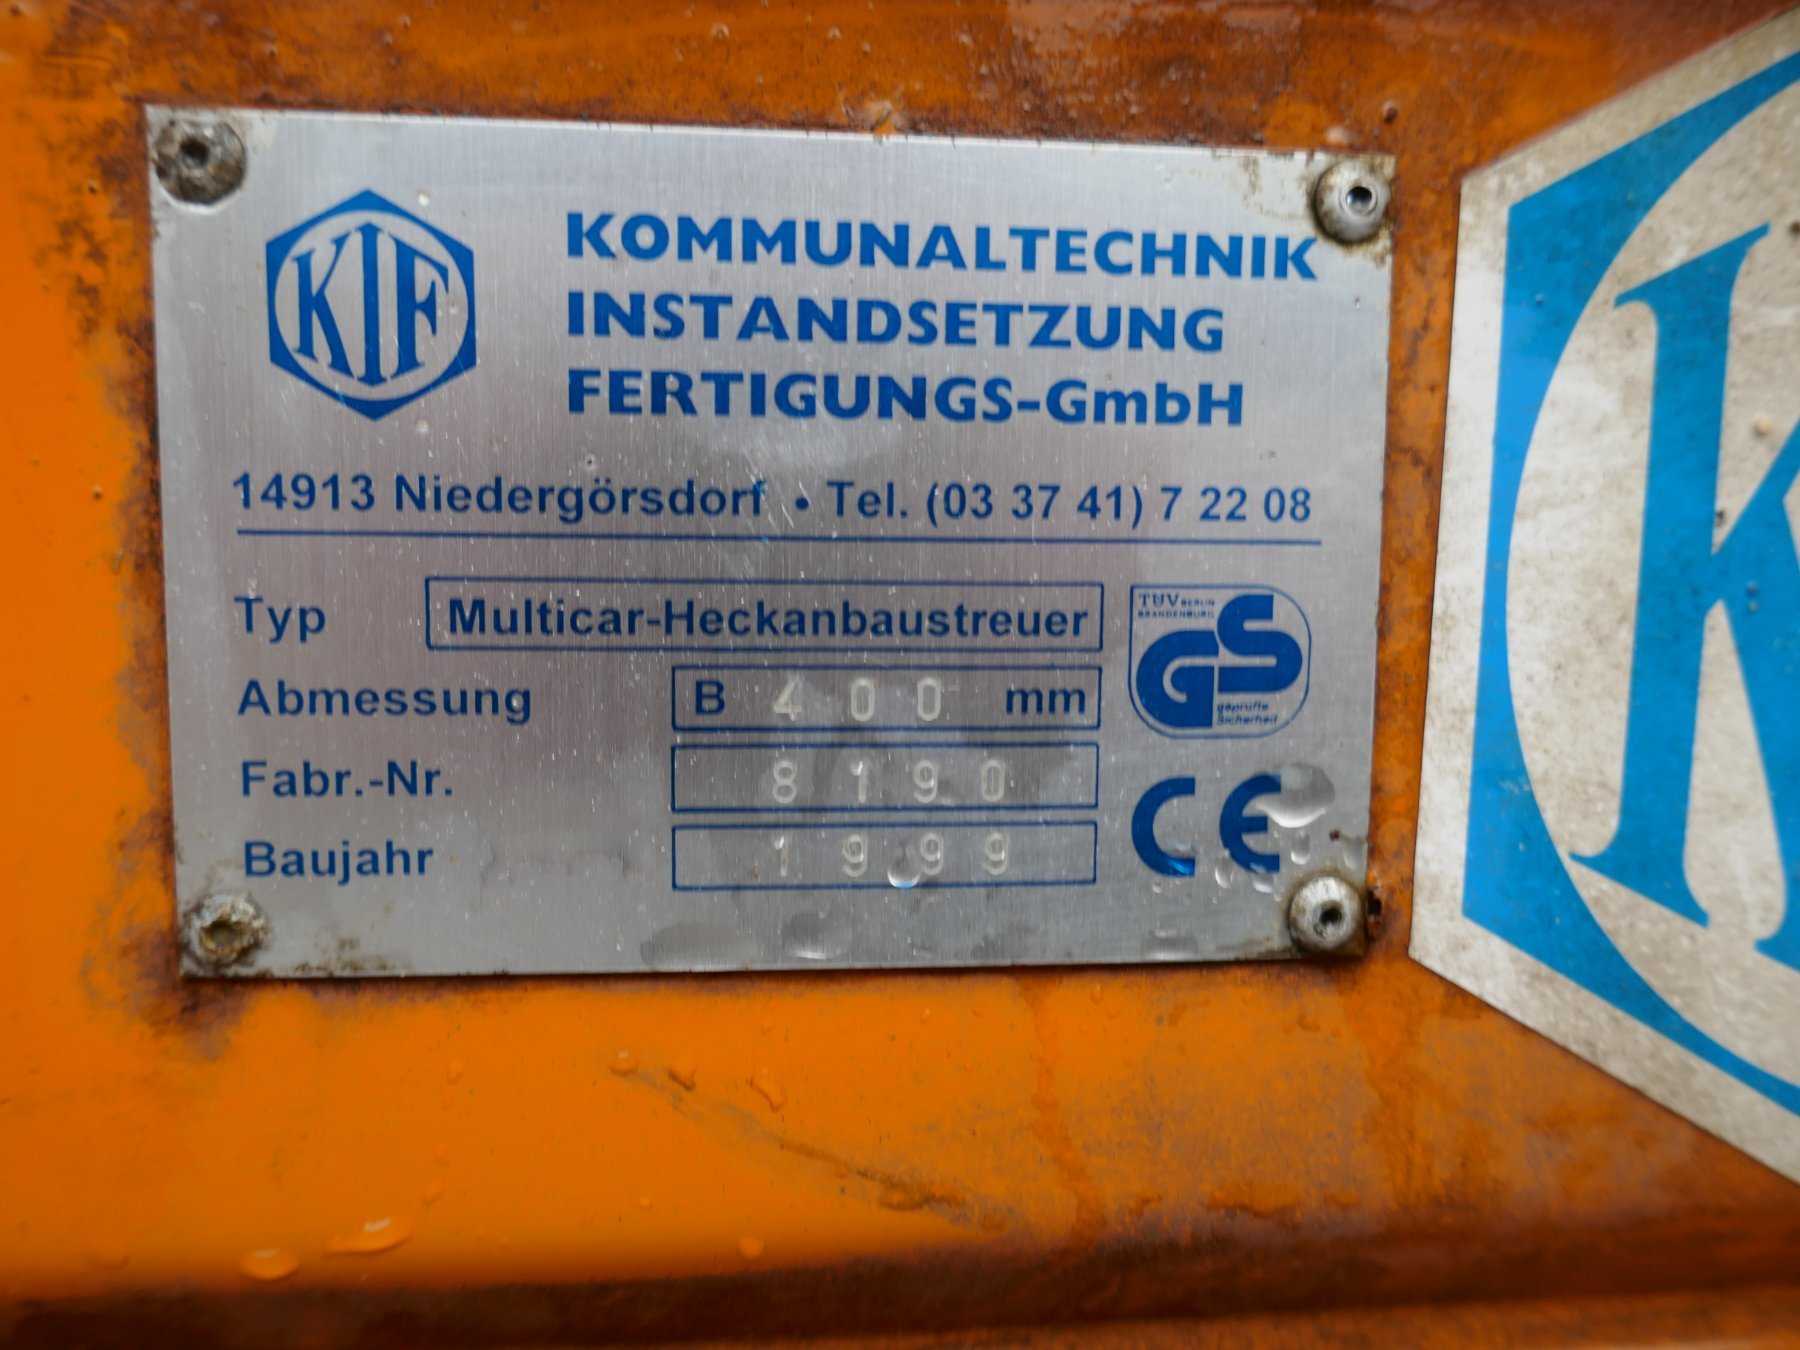 KIF
KOMMUNALTECHNIK
INSTANDSETZUNG
FERTIGUNGS-GmbH
14913 Niedergörsdorf • Tel. (03 37 41) 7 22 08
Typ Multicar-Heckanbaustreuer
TÜV BERLIN
BRANDENBURG
GS
geprüfte
Sicherheit
Abmessung B 400 mm
Fabr.-Nr. 8190
Baujahr 1999
CE
K